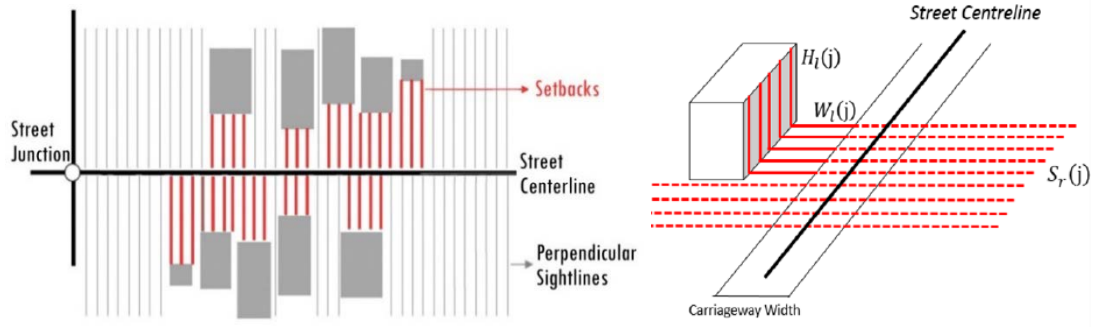 Street
Junction
Setbacks
Street
Centerline
Perpendicular
Sightlines
Street Centreline
H_l(j)
W_l(j)
S_r(j)
Carriageway Width